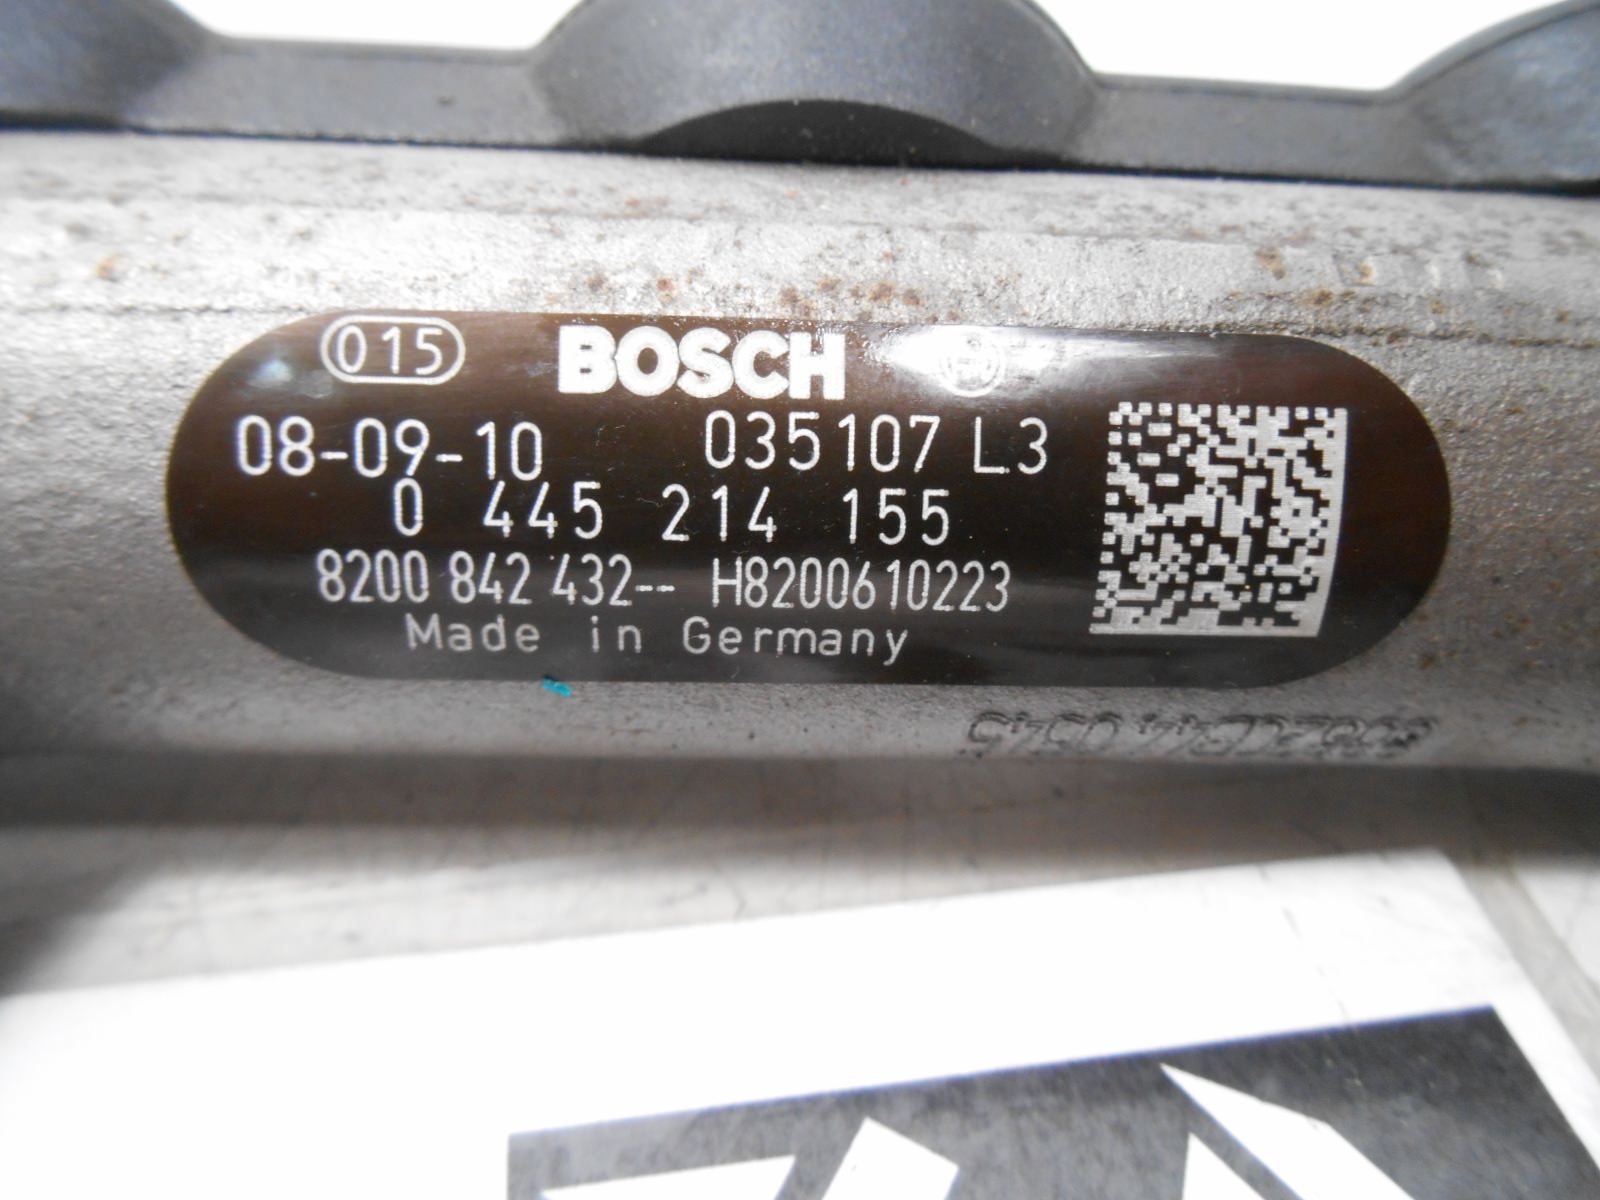 015 BOSCH
08-09-10 035107 L3
0 445 214 155
8200 842 432-- H8200610223
Made in Germany